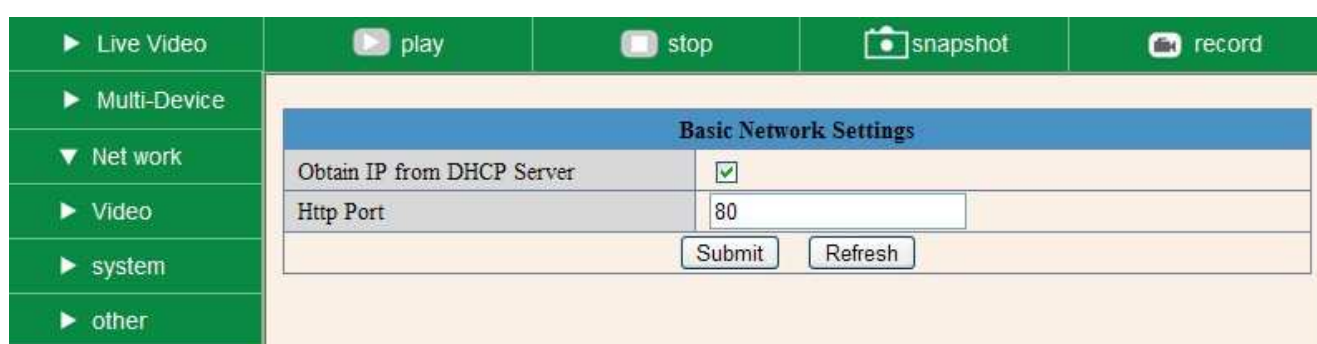 Live Video play stop snapshot record
Multi-Device
Basic Network Settings
Net work
Obtain IP from DHCP Server
Video
Http Port 80
Submit Refresh
system
other